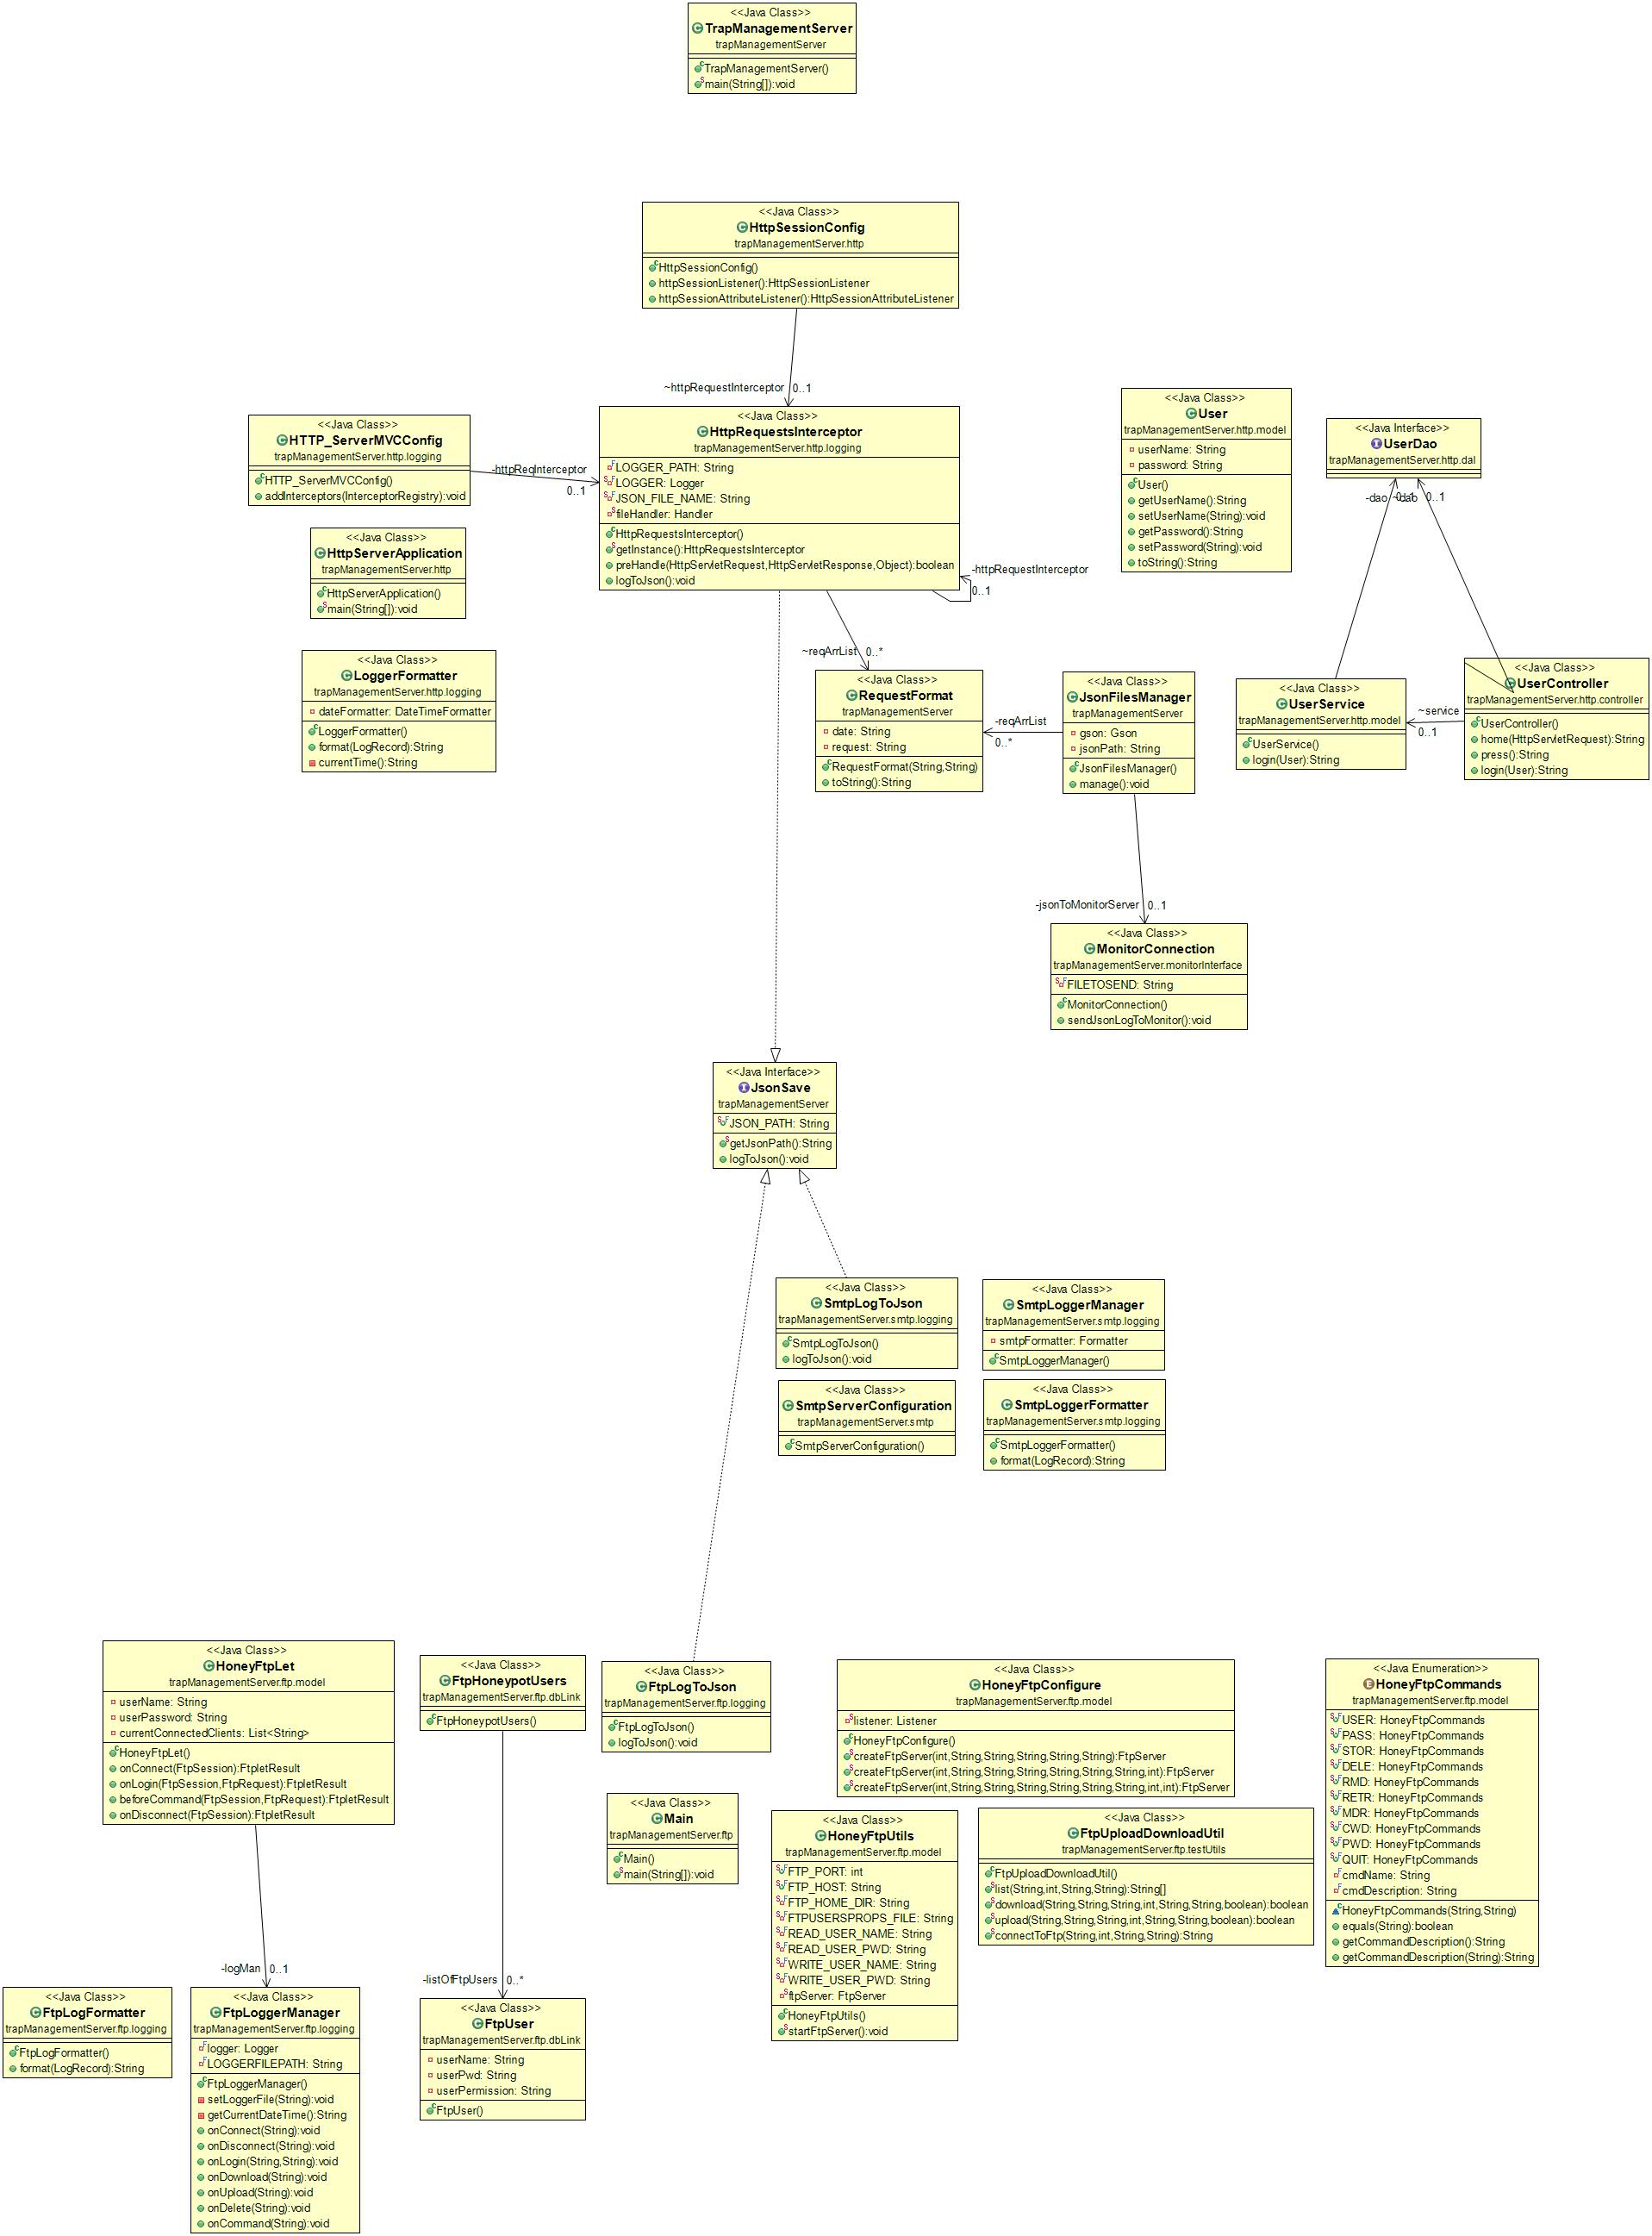 <<Java Class>>
TrapManagementServer
trapManagementServer
TrapManagementServer()
main(String[]):void
<<Java Class>>
HttpSessionConfig
trapManagementServer.http
HttpSessionConfig()
httpSessionListener():HttpSessionListener
httpSessionAttributeListener():HttpSessionAttributeListener
~httpRequestInterceptor 0..1
<<Java Class>>
HTTP_ServerMVCConfig
trapManagementServer.http.logging
HTTP_ServerMVCConfig()
addInterceptors(InterceptorRegistry):void
-httpReqInterceptor
0..1
<<Java Class>>
HttpRequestsInterceptor
trapManagementServer.http.logging
LOGGER_PATH: String
LOGGER: Logger
JSON_FILE_NAME: String
fileHandler: Handler
HttpRequestsInterceptor()
getInstance():HttpRequestsInterceptor
preHandle(HttpServletRequest,HttpServletResponse,Object):boolean
logToJson():void
-httpRequestInterceptor
0..1
<<Java Class>>
User
trapManagementServer.http.model
userName: String
password: String
User()
getUserName():String
setUserName(String):void
getPassword():String
setPassword(String):void
toString():String
<<Java Interface>>
UserDao
trapManagementServer.http.dal
-dao 0..1
~dao 0..1
<<Java Class>>
HttpServerApplication
trapManagementServer.http
HttpServerApplication()
main(String[]):void
<<Java Class>>
LoggerFormatter
trapManagementServer.http.logging
dateFormatter: DateTimeFormatter
LoggerFormatter()
format(LogRecord):String
currentTime():String
~reqArrList 0..*
<<Java Class>>
RequestFormat
trapManagementServer
date: String
request: String
RequestFormat(String,String)
toString():String
-reqArrList
0..*
<<Java Class>>
JsonFilesManager
trapManagementServer
gson: Gson
jsonPath: String
JsonFilesManager()
manage():void
<<Java Class>>
UserService
trapManagementServer.http.model
UserService()
login(User):String
~service
0..1
<<Java Class>>
UserController
trapManagementServer.http.controller
UserController()
home(HttpServletRequest):String
press():String
login(User):String
-jsonToMonitorServer 0..1
<<Java Class>>
MonitorConnection
trapManagementServer.monitorInterface
FILETOSEND: String
MonitorConnection()
sendJsonLogToMonitor():void
<<Java Interface>>
JsonSave
trapManagementServer
JSON_PATH: String
getJsonPath():String
logToJson():void
<<Java Class>>
SmtpLogToJson
trapManagementServer.smtp.logging
SmtpLogToJson()
logToJson():void
<<Java Class>>
SmtpLoggerManager
trapManagementServer.smtp.logging
smtpFormatter: Formatter
SmtpLoggerManager()
<<Java Class>>
SmtpServerConfiguration
trapManagementServer.smtp
SmtpServerConfiguration()
<<Java Class>>
SmtpLoggerFormatter
trapManagementServer.smtp.logging
SmtpLoggerFormatter()
format(LogRecord):String
<<Java Class>>
HoneyFtpLet
trapManagementServer.ftp.model
userName: String
userPassword: String
currentConnectedClients: List<String>
HoneyFtpLet()
onConnect(FtpSession):FtpletResult
onLogin(FtpSession,FtpRequest):FtpletResult
beforeCommand(FtpSession,FtpRequest):FtpletResult
onDisconnect(FtpSession):FtpletResult
<<Java Class>>
FtpHoneypotUsers
trapManagementServer.ftp.dbLink
FtpHoneypotUsers()
<<Java Class>>
FtpLogToJson
trapManagementServer.ftp.logging
FtpLogToJson()
logToJson():void
<<Java Class>>
HoneyFtpConfigure
trapManagementServer.ftp.model
listener: Listener
HoneyFtpConfigure()
createFtpServer(int,String,String,String,String,String):FtpServer
createFtpServer(int,String,String,String,String,String,String,int):FtpServer
createFtpServer(int,String,String,String,String,String,String,String,int,int):FtpServer
<<Java Enumeration>>
HoneyFtpCommands
trapManagementServer.ftp.model
USER: HoneyFtpCommands
PASS: HoneyFtpCommands
STOR: HoneyFtpCommands
DELE: HoneyFtpCommands
RMD: HoneyFtpCommands
RETR: HoneyFtpCommands
MDR: HoneyFtpCommands
CWD: HoneyFtpCommands
PWD: HoneyFtpCommands
QUIT: HoneyFtpCommands
cmdName: String
cmdDescription: String
HoneyFtpCommands(String,String)
equals(String):boolean
getCommandDescription():String
getCommandDescription(String):String
<<Java Class>>
Main
trapManagementServer.ftp
Main()
main(String[]):void
<<Java Class>>
HoneyFtpUtils
trapManagementServer.ftp.model
FTP_PORT: int
FTP_HOST: String
FTP_HOME_DIR: String
FTPUSERSPROPS_FILE: String
READ_USER_NAME: String
READ_USER_PWD: String
WRITE_USER_NAME: String
WRITE_USER_PWD: String
ftpServer: FtpServer
HoneyFtpUtils()
startFtpServer():void
<<Java Class>>
FtpUploadDownloadUtil
trapManagementServer.ftp.testUtils
FtpUploadDownloadUtil()
list(String,int,String,String):String[]
download(String,String,String,int,String,String,boolean):boolean
upload(String,String,String,int,String,String,boolean):boolean
connectToFtp(String,int,String,String):String
-logMan 0..1
-listOfFtpUsers 0..*
<<Java Class>>
FtpLogFormatter
trapManagementServer.ftp.logging
FtpLogFormatter()
format(LogRecord):String
<<Java Class>>
FtpLoggerManager
trapManagementServer.ftp.logging
logger: Logger
LOGGERFILEPATH: String
FtpLoggerManager()
setLoggerFile(String):void
getCurrentDateTime():String
onConnect(String):void
onDisconnect(String):void
onLogin(String,String):void
onDownload(String):void
onUpload(String):void
onDelete(String):void
onCommand(String):void
<<Java Class>>
FtpUser
trapManagementServer.ftp.dbLink
userName: String
userPwd: String
userPermission: String
FtpUser()